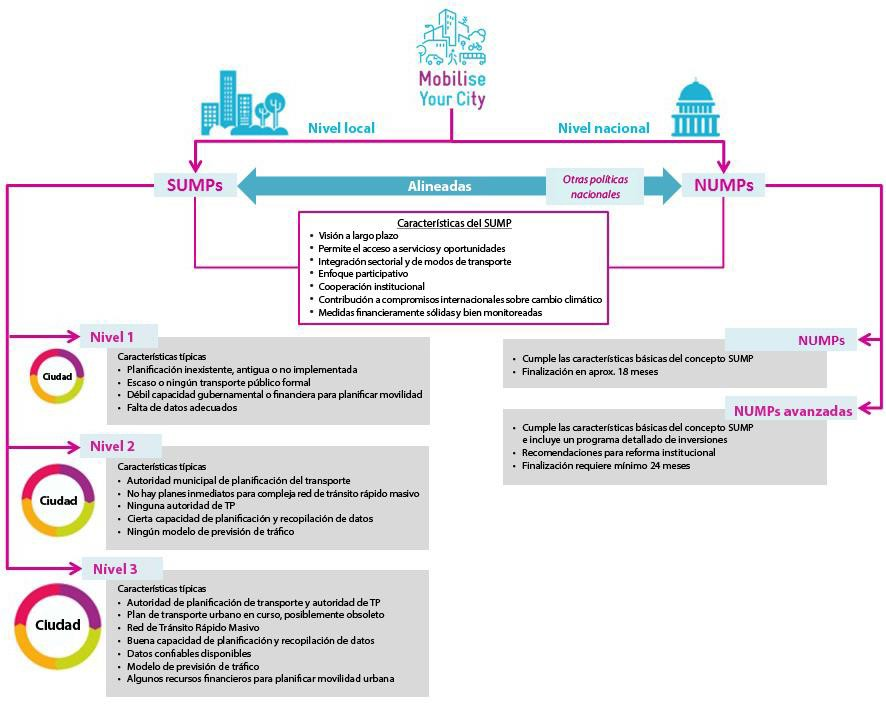 Mobilise
Your City
Nivel local
Nivel nacional
SUMPs
Alineadas
Otras políticas
nacionales
NUMPs
Características del SUMP
• Visión a largo plazo
• Permite el acceso a servicios y oportunidades
• Integración sectorial y de modos de transporte
• Enfoque participativo
• Cooperación institucional
• Contribución a compromisos internacionales sobre cambio climático
• Medidas financieramente sólidas y bien monitoreadas
Nivel 1
Ciudad
Características típicas
• Planificación inexistente, antigua o no implementada
• Escaso o ningún transporte público formal
• Débil capacidad gubernamental o financiera para planificar movilidad
• Falta de datos adecuados
Nivel 2
Ciudad
Características típicas
• Autoridad municipal de planificación del transporte
• No hay planes inmediatos para compleja red de tránsito rápido masivo
• Ninguna autoridad de TP
• Cierta capacidad de planificación y recopilación de datos
• Ningún modelo de previsión de tráfico
Nivel 3
Ciudad
Características típicas
• Autoridad de planificación de transporte y autoridad de TP
• Plan de transporte urbano en curso, posiblemente obsoleto
• Red de Tránsito Rápido Masivo
• Buena capacidad de planificación y recopilación de datos
• Datos confiables disponibles
• Modelo de previsión de tráfico
• Algunos recursos financieros para planificar movilidad urbana
NUMPs
• Cumple las características básicas del concepto SUMP
• Finalización en aprox. 18 meses
NUMPs avanzadas
• Cumple las características básicas del concepto SUMP
e incluye un programa detallado de inversiones
• Recomendaciones para reforma institucional
• Finalización requiere mínimo 24 meses